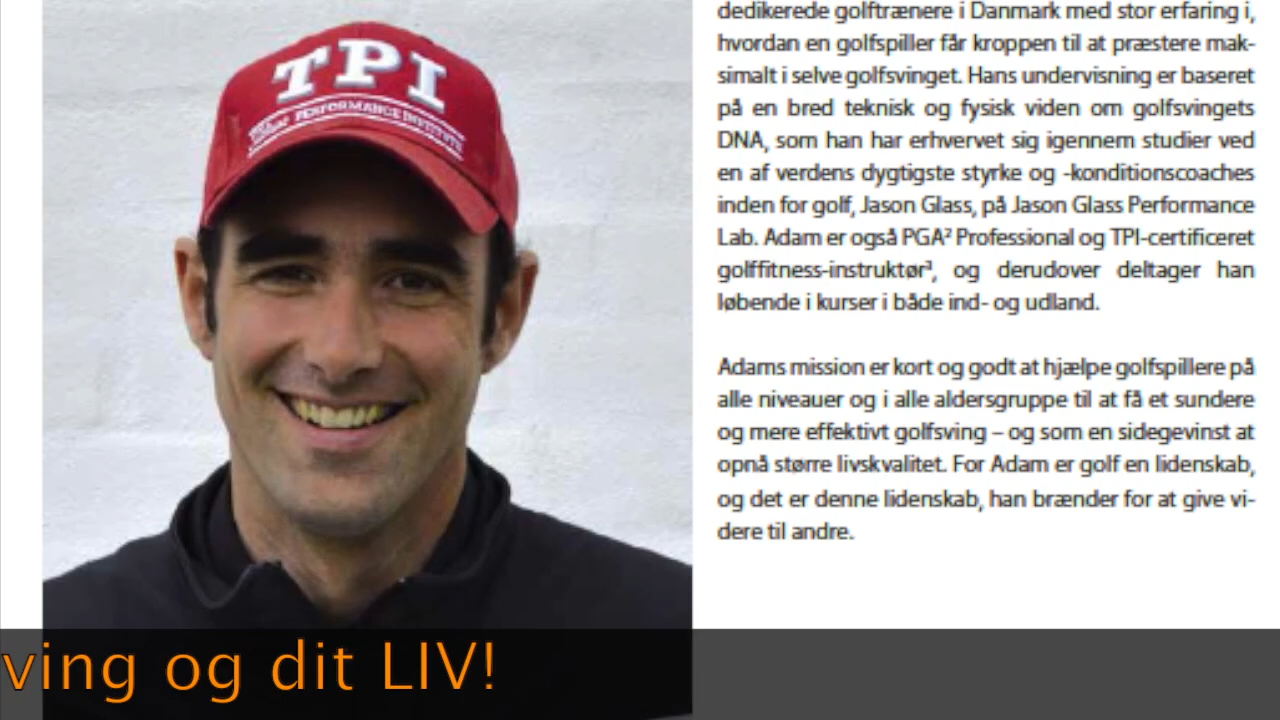 TPI
PERFORMANCE INSTITUTE
dedikerede golftrænere i Danmark med stor erfaring i,
hvordan en golfspiller får kroppen til at præstere mak-
simalt i selve golfsvinget. Hans undervisning er baseret
på en bred teknisk og fysisk viden om golfsvingets
DNA, som han har erhvervet sig igennem studier ved
en af verdens dygtigste styrke og -konditionscoaches
inden for golf, Jason Glass, på Jason Glass Performance
Lab. Adam er også PGA² Professional og TPI-certificeret
golffitness-instruktør³, og derudover deltager han
løbende i kurser i både ind- og udland.
Adams mission er kort og godt at hjælpe golfspillere på
alle niveauer og i alle aldersgruppe til at få et sundere
og mere effektivt golfsving – og som en sidegevinst at
opnå større livskvalitet. For Adam er golf en lidenskab,
og det er denne lidenskab, han brænder for at give vi-
dere til andre.
ving og dit LIV!